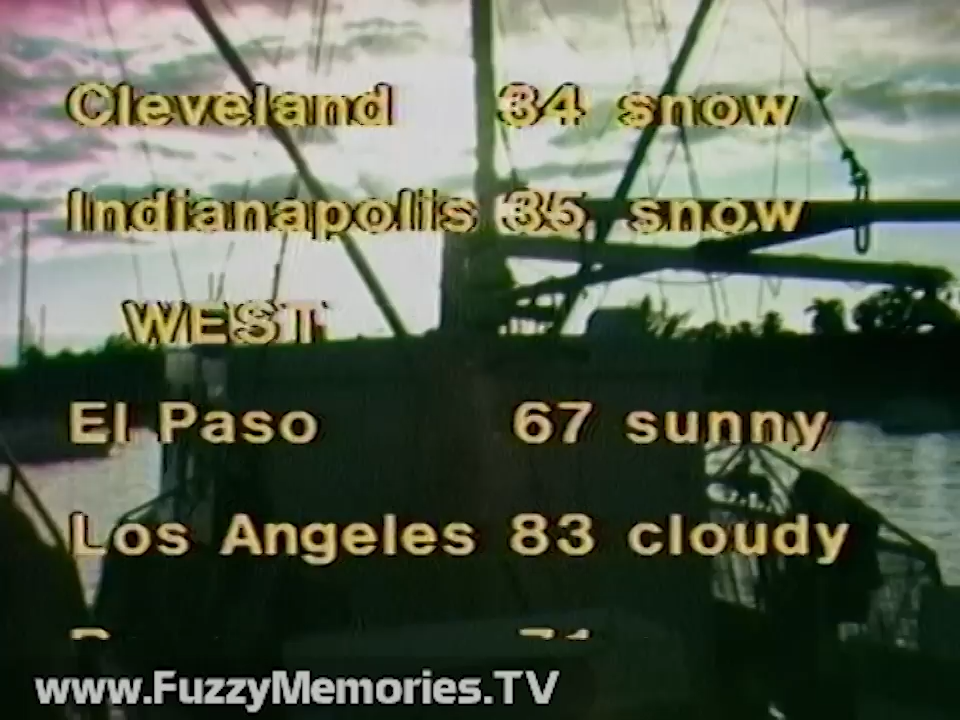 Cleveland 34 snow
Indianapolis 35 snow
WEST
El Paso 67 sunny
Los Angeles 83 cloudy
www.FuzzyMemories.TV